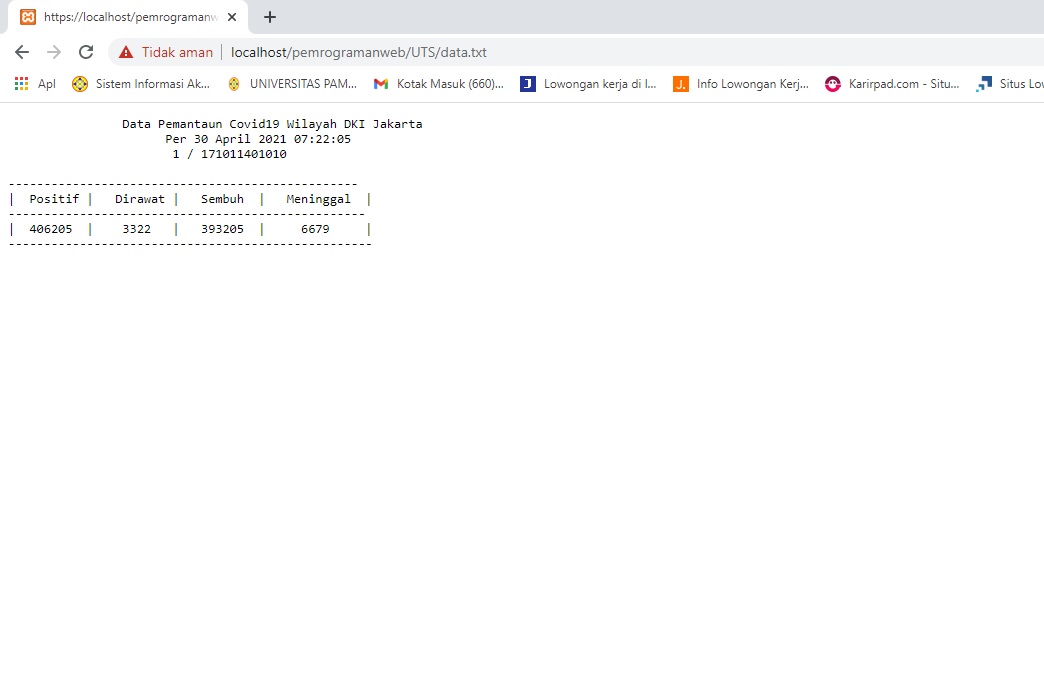 https://localhost/pemrogramanw
Tidak aman | localhost/pemrogramanweb/UTS/data.txt
Apl Sistem Informasi Ak... UNIVERSITAS PAM... Kotak Masuk (660)... Lowongan kerja di I... Info Lowongan Kerj... Karirpad.com - Situ... Situs Lov
Data Pemantaun Covid19 Wilayah DKI Jakarta
Per 30 April 2021 07:22:05
1 / 171011401010
-------------------------------------------------
| Positif | Dirawat | Sembuh | Meninggal |
--------------------------------------------------
| 406205 | 3322 | 393205 | 6679 |
---------------------------------------------------